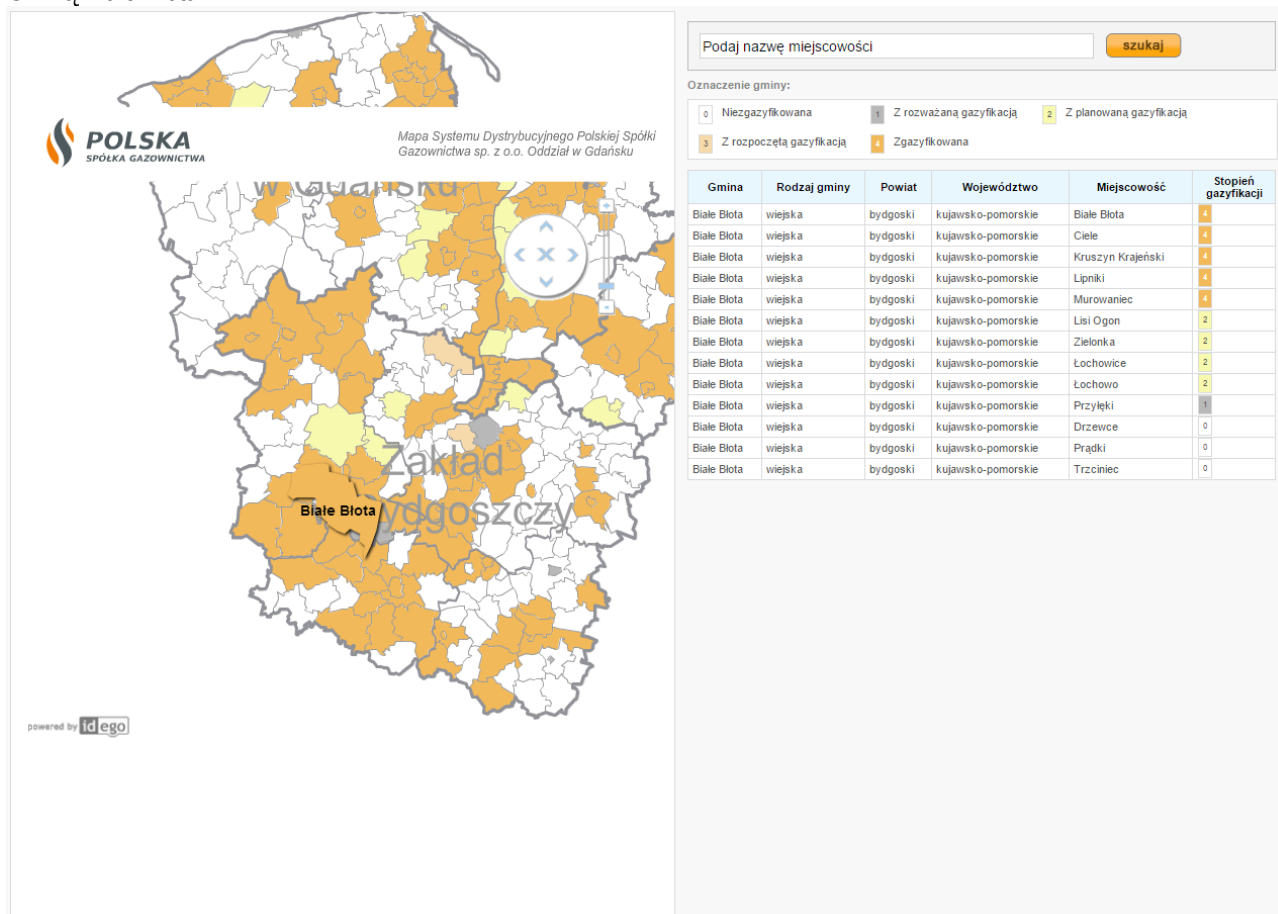 POLSKA
SPÓŁKA GAZOWNICTWA
Mapa Systemu Dystrybucyjnego Polskiej Spółki
Gazownictwa sp. z o.o. Oddział w Gdańsku
w Gdańsku
Zakład
Bydgoszczy
Białe Błota
powered by idego
Podaj nazwę miejscowości szukaj
Oznaczenie gminy:
0 Niezgazyfikowana 1 Z rozważaną gazyfikacją 2 Z planowaną gazyfikacją
3 Z rozpoczętą gazyfikacją 4 Zgazyfikowana
Gmina Rodzaj gminy Powiat Województwo Miejscowość Stopień gazyfikacji
Białe Błota wiejska bydgoski kujawsko-pomorskie Białe Błota 4
Białe Błota wiejska bydgoski kujawsko-pomorskie Ciele 4
Białe Błota wiejska bydgoski kujawsko-pomorskie Kruszyn Krajeński 4
Białe Błota wiejska bydgoski kujawsko-pomorskie Lipniki 4
Białe Błota wiejska bydgoski kujawsko-pomorskie Murowaniec 4
Białe Błota wiejska bydgoski kujawsko-pomorskie Lisi Ogon 2
Białe Błota wiejska bydgoski kujawsko-pomorskie Zielonka 2
Białe Błota wiejska bydgoski kujawsko-pomorskie Łochowice 2
Białe Błota wiejska bydgoski kujawsko-pomorskie Łochowo 2
Białe Błota wiejska bydgoski kujawsko-pomorskie Przyłęki 1
Białe Błota wiejska bydgoski kujawsko-pomorskie Drzewce 0
Białe Błota wiejska bydgoski kujawsko-pomorskie Prądki 0
Białe Błota wiejska bydgoski kujawsko-pomorskie Trzciniec 0